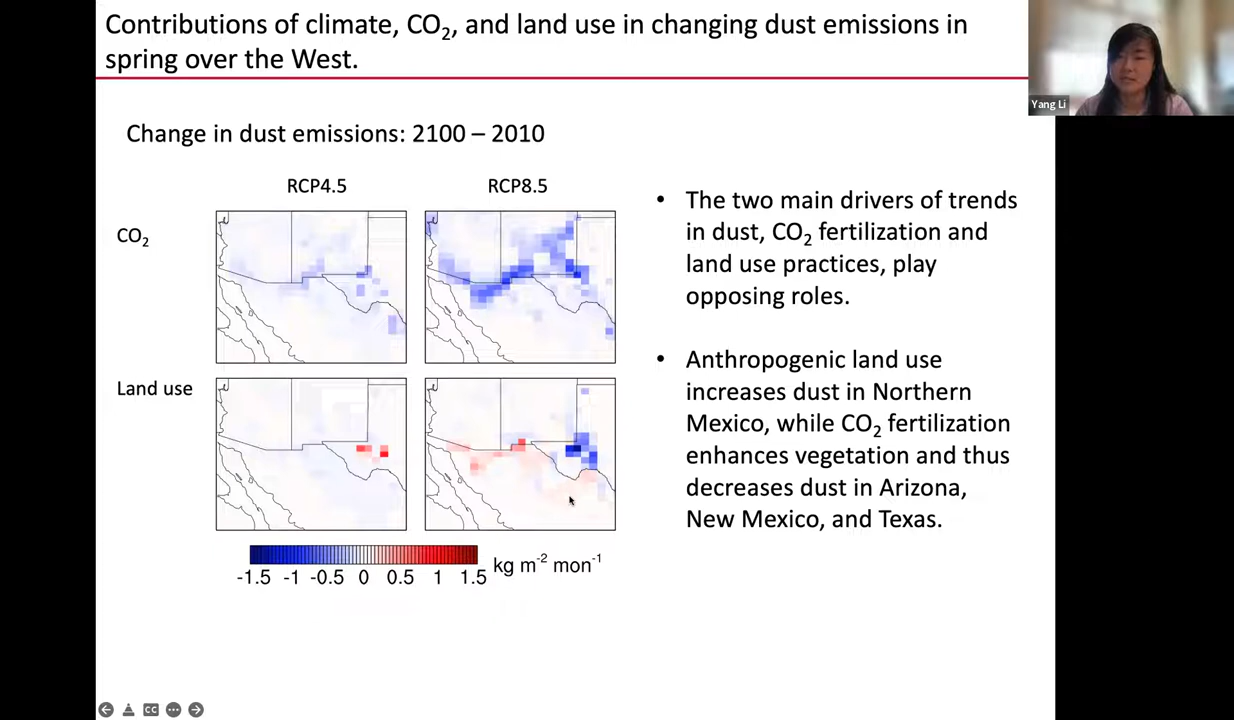 Contributions of climate, CO₂, and land use in changing dust emissions in
spring over the West.
Yang Li
Change in dust emissions: 2100 – 2010
RCP4.5
RCP8.5
CO₂
Land use
-1.5 -1 -0.5 0 0.5 1 1.5
kg m⁻² mon⁻¹
• The two main drivers of trends
in dust, CO₂ fertilization and
land use practices, play
opposing roles.
• Anthropogenic land use
increases dust in Northern
Mexico, while CO₂ fertilization
enhances vegetation and thus
decreases dust in Arizona,
New Mexico, and Texas.
CC